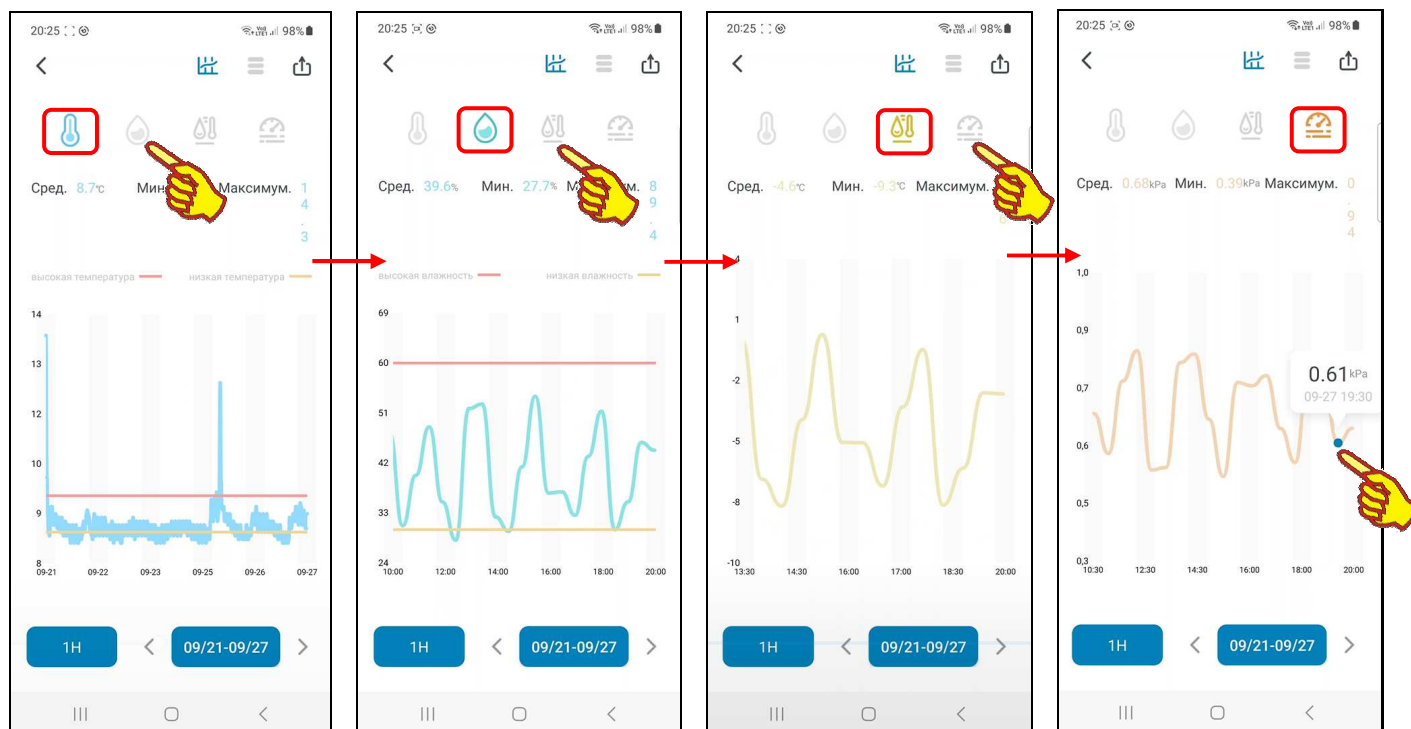 20:25 98%
Сред. 8.7°C Мин. Максимум. 1
4
.
3
высокая температура низкая температура
14
13
12
10
9
8
09-21 09-22 09-23 09-25 09-26 09-27
1Н 09/21-09/27
20:25 98%
Сред. 39.6% Мин. 27.7% 8
9
.
4
высокая влажность низкая влажность
69
60
51
42
33
24
10:00 12:00 14:00 16:00 18:00 20:00
1Н 09/21-09/27
20:25 98%
Сред. -4.6°C Мин. -9.3°C Максимум.
4
1
-2
-5
-8
-10
13:30 14:30 16:00 17:00 18:30 20:00
1Н 09/21-09/27
20:25 98%
Сред. 0.68kPa Мин. 0.39kPa Максимум. 0
.
9
4
1,0
0,9
0,7
0,6
0,5
0,3
0.61kPa
09-27 19:30
10:30 12:30 14:30 16:00 18:00 20:00
1Н 09/21-09/27